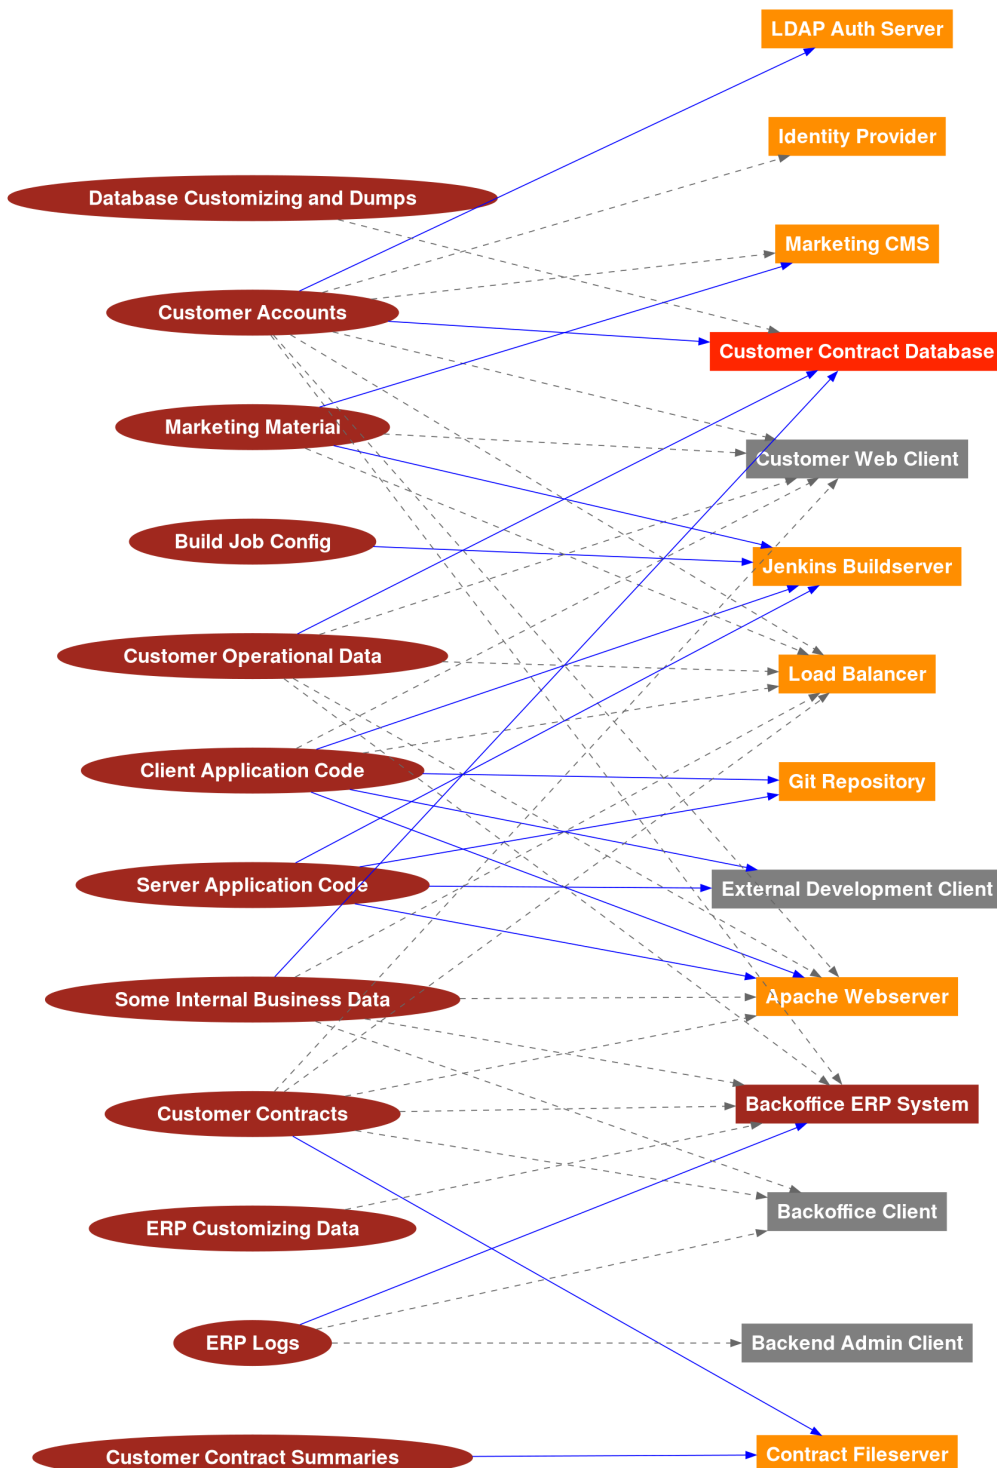 LDAP Auth Server
Identity Provider
Database Customizing and Dumps
Marketing CMS
Customer Accounts
Customer Contract Database
Marketing Material
Customer Web Client
Build Job Config
Jenkins Buildserver
Customer Operational Data
Load Balancer
Client Application Code
Git Repository
Server Application Code
External Development Client
Some Internal Business Data
Apache Webserver
Customer Contracts
Backoffice ERP System
ERP Customizing Data
Backoffice Client
ERP Logs
Backend Admin Client
Customer Contract Summaries
Contract Fileserver